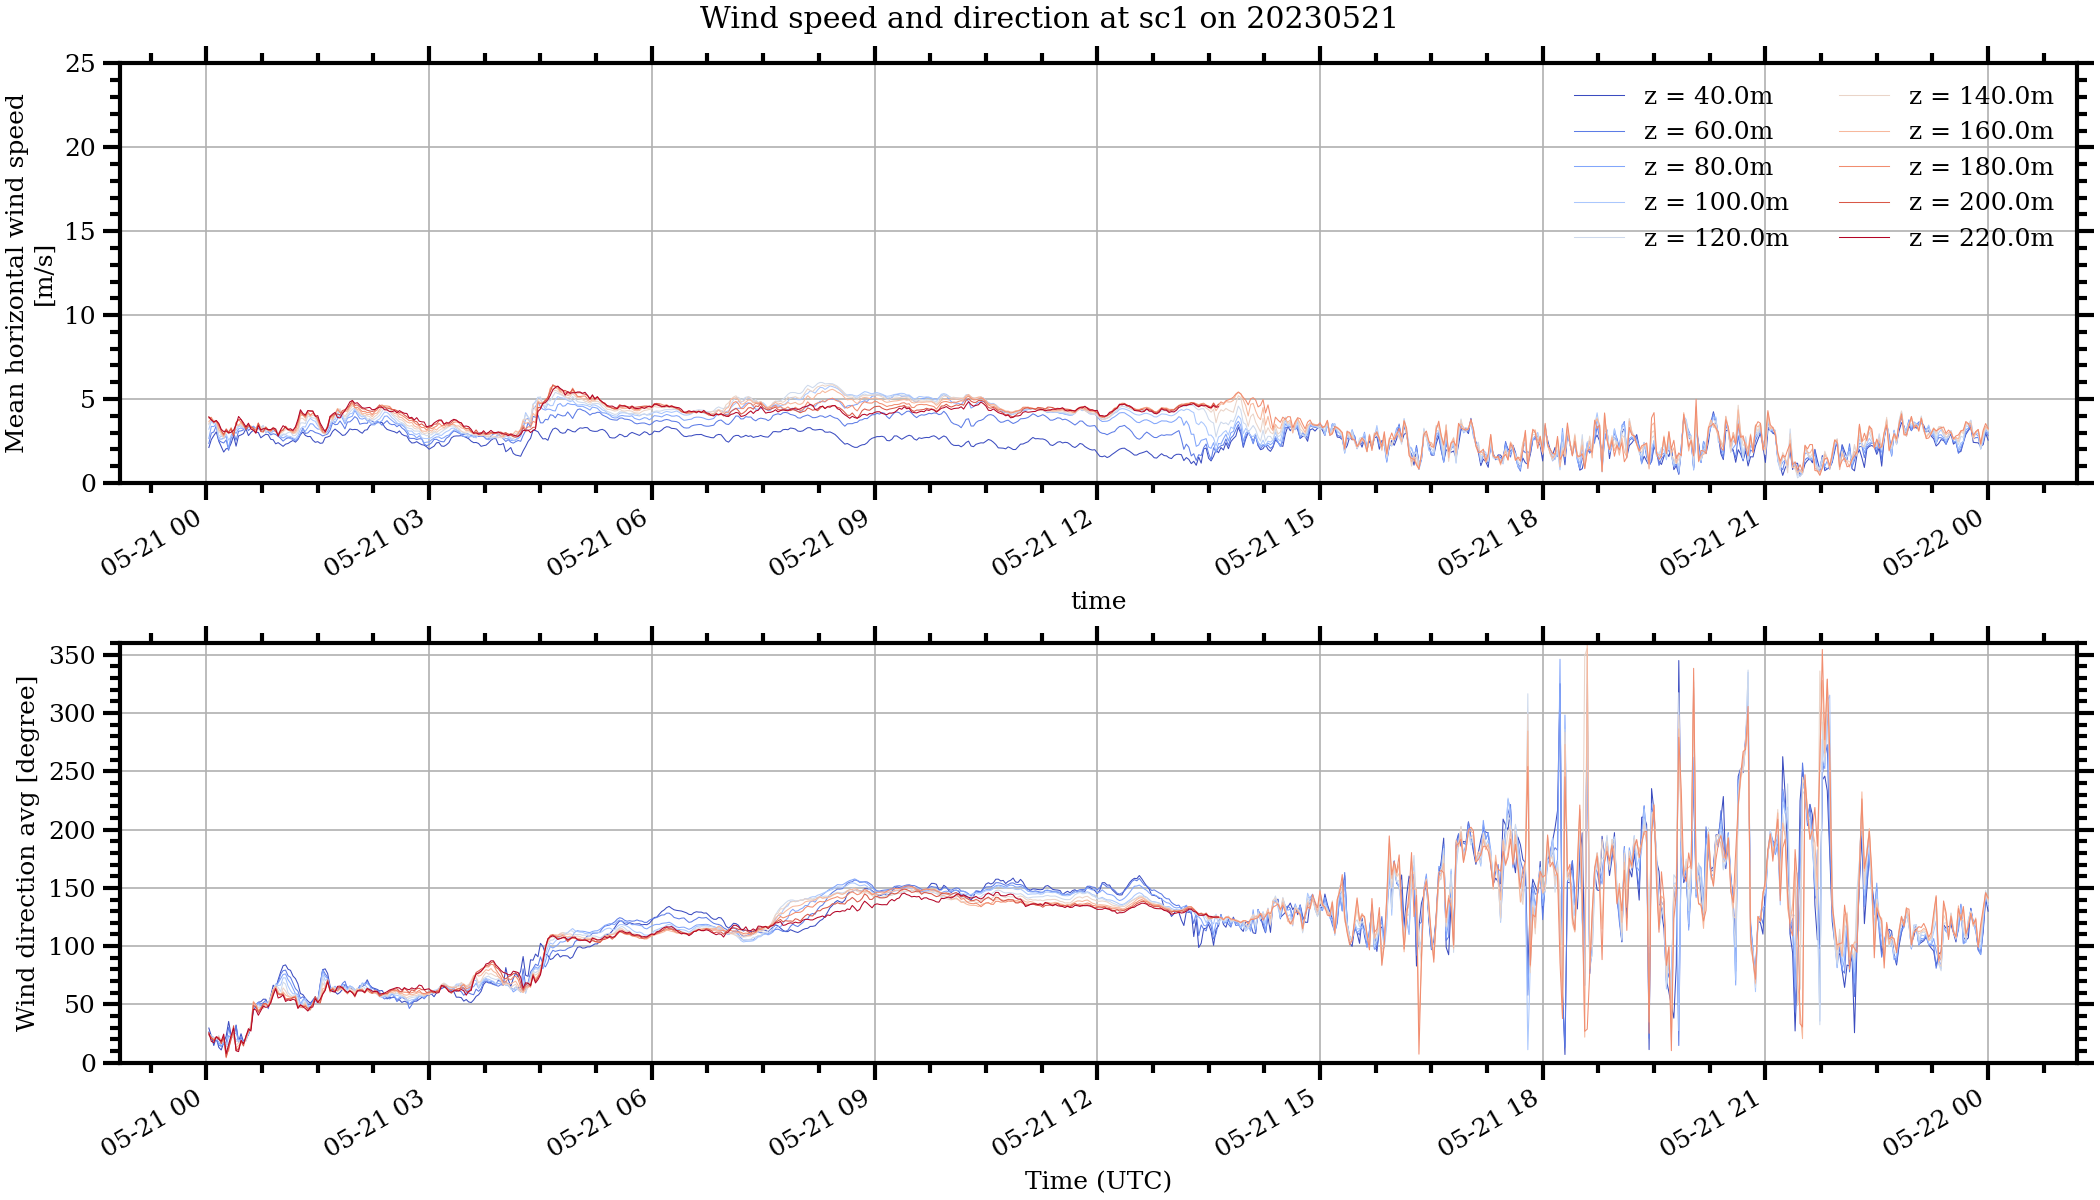 Wind speed and direction at sc1 on 20230521
Mean horizontal wind speed
[m/s]
25
20
15
10
5
0
z = 40.0m
z = 60.0m
z = 80.0m
z = 100.0m
z = 120.0m
z = 140.0m
z = 160.0m
z = 180.0m
z = 200.0m
z = 220.0m
05-21 00
05-21 03
05-21 06
05-21 09
05-21 12
05-21 15
05-21 18
05-21 21
05-22 00
time
Wind direction avg [degree]
350
300
250
200
150
100
50
0
05-21 00
05-21 03
05-21 06
05-21 09
05-21 12
05-21 15
05-21 18
05-21 21
05-22 00
Time (UTC)